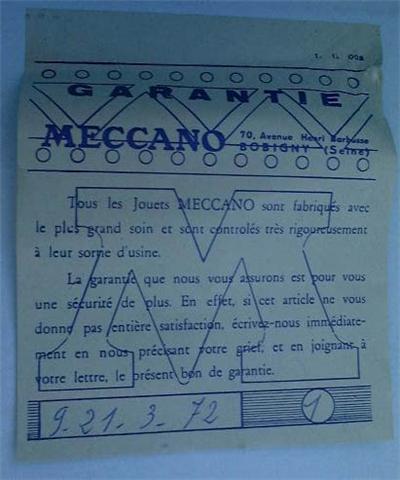 GARANTIE
MECCANO 70, Avenue Henri Barbusse
BOBIGNY (Seine)
Tous les Jouets MECCANO sont fabriqués avec
le plus grand soin et sont contrôlés très rigoureusement
à leur sortie d'usine.
La garantie que nous vous assurons est pour vous
une sécurité de plus. En effet, si cet article ne vous
donne pas entière satisfaction, écrivez-nous immédiate-
ment en nous précisant votre grief, et en joignant à
votre lettre, le présent bon de garantie.
9-21-3-72 1